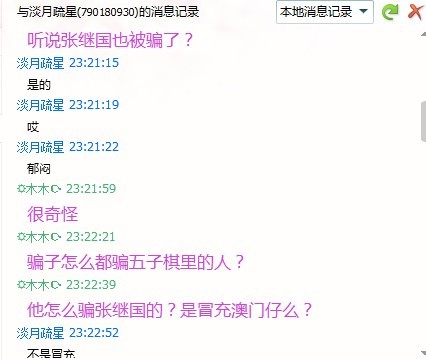 与淡月疏星(790180930)的消息记录
本地消息记录
听说张继国也被骗了？
淡月疏星 23:21:15
是的
淡月疏星 23:21:19
哎
淡月疏星 23:21:22
郁闷
木木 23:21:59
很奇怪
木木 23:22:21
骗子怎么都骗五子棋里的人？
木木 23:22:39
他怎么骗张继国的？是冒充澳门仔么？
淡月疏星 23:22:52
不是冒充